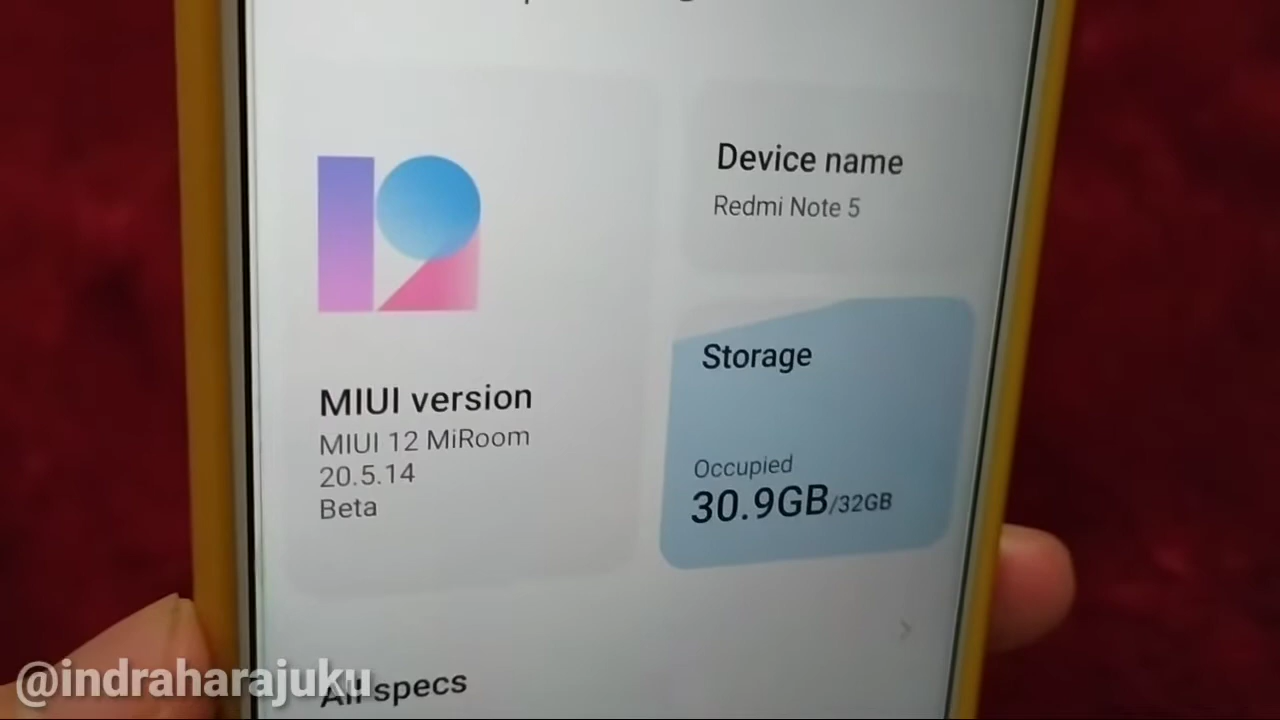 MIUI version
MIUI 12 MiRoom
20.5.14
Beta
Device name
Redmi Note 5
Storage
Occupied
30.9GB/32GB
All specs
@indraharajuku